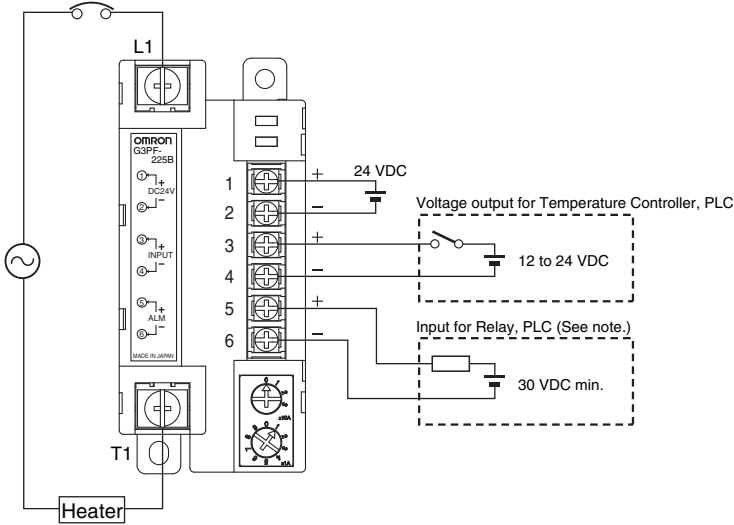 L1
OMRON
G3PF-
225B
1 +
DC24V
2 −
3 +
INPUT
4 −
5 +
ALM
6 −
MADE IN JAPAN
T1
Heater
1 + 24 VDC
2 −
3 +
4 −
5 +
6 −
Voltage output for Temperature Controller, PLC
12 to 24 VDC
Input for Relay, PLC (See note.)
30 VDC min.
x10A
x1A